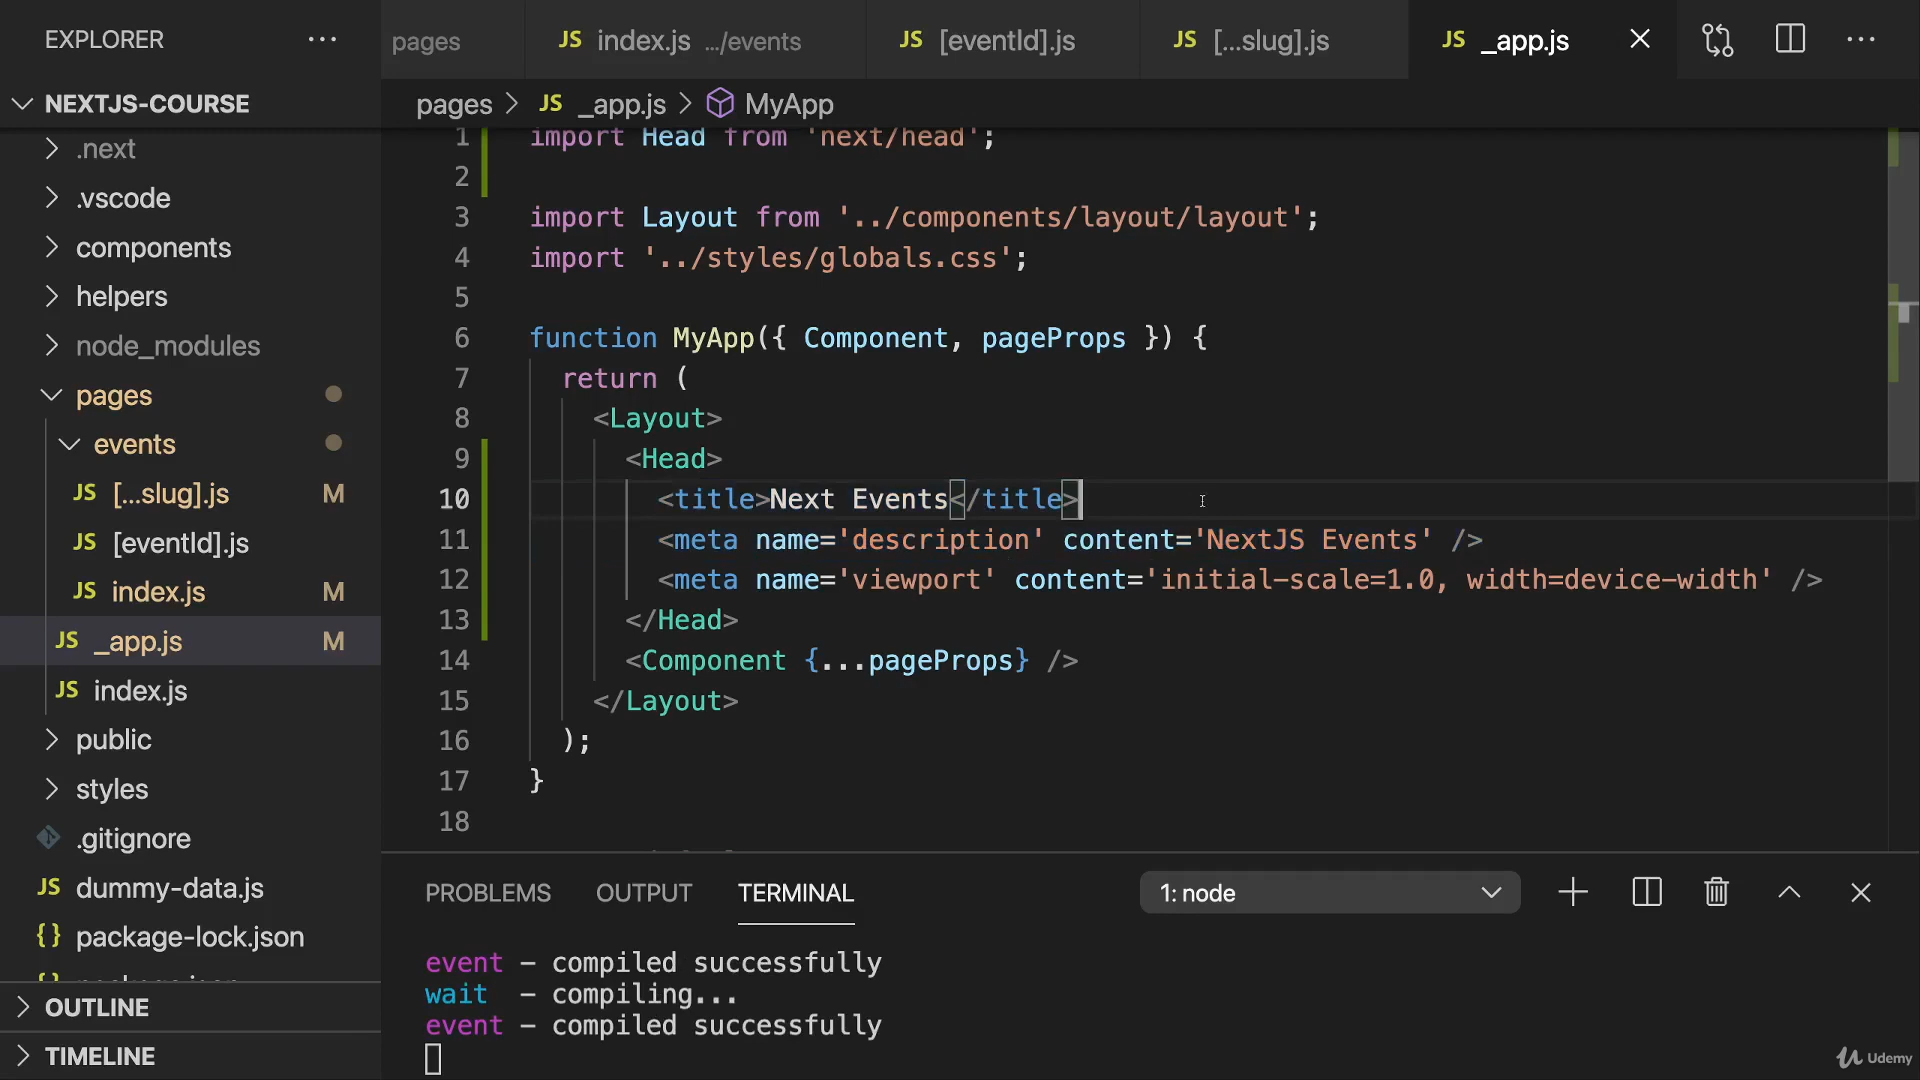 EXPLORER ...
pages
JS index.js .../events
JS [eventId].js
JS [...slug].js
JS _app.js
NEXTJS-COURSE
pages > JS _app.js > MyApp
.next
.vscode
components
helpers
node_modules
pages
events
JS [...slug].js M
JS [eventId].js
JS index.js M
JS _app.js M
JS index.js
public
styles
.gitignore
JS dummy-data.js
{} package-lock.json
OUTLINE
TIMELINE
1 import Head from 'next/head';
2
3 import Layout from '../components/layout/layout';
4 import '../styles/globals.css';
5
6 function MyApp({ Component, pageProps }) {
7 return (
8 <Layout>
9 <Head>
10 <title>Next Events</title>
11 <meta name='description' content='NextJS Events' />
12 <meta name='viewport' content='initial-scale=1.0, width=device-width' />
13 </Head>
14 <Component {...pageProps} />
15 </Layout>
16 );
17 }
18
PROBLEMS OUTPUT TERMINAL 1: node
event - compiled successfully
wait - compiling...
event - compiled successfully
Udemy